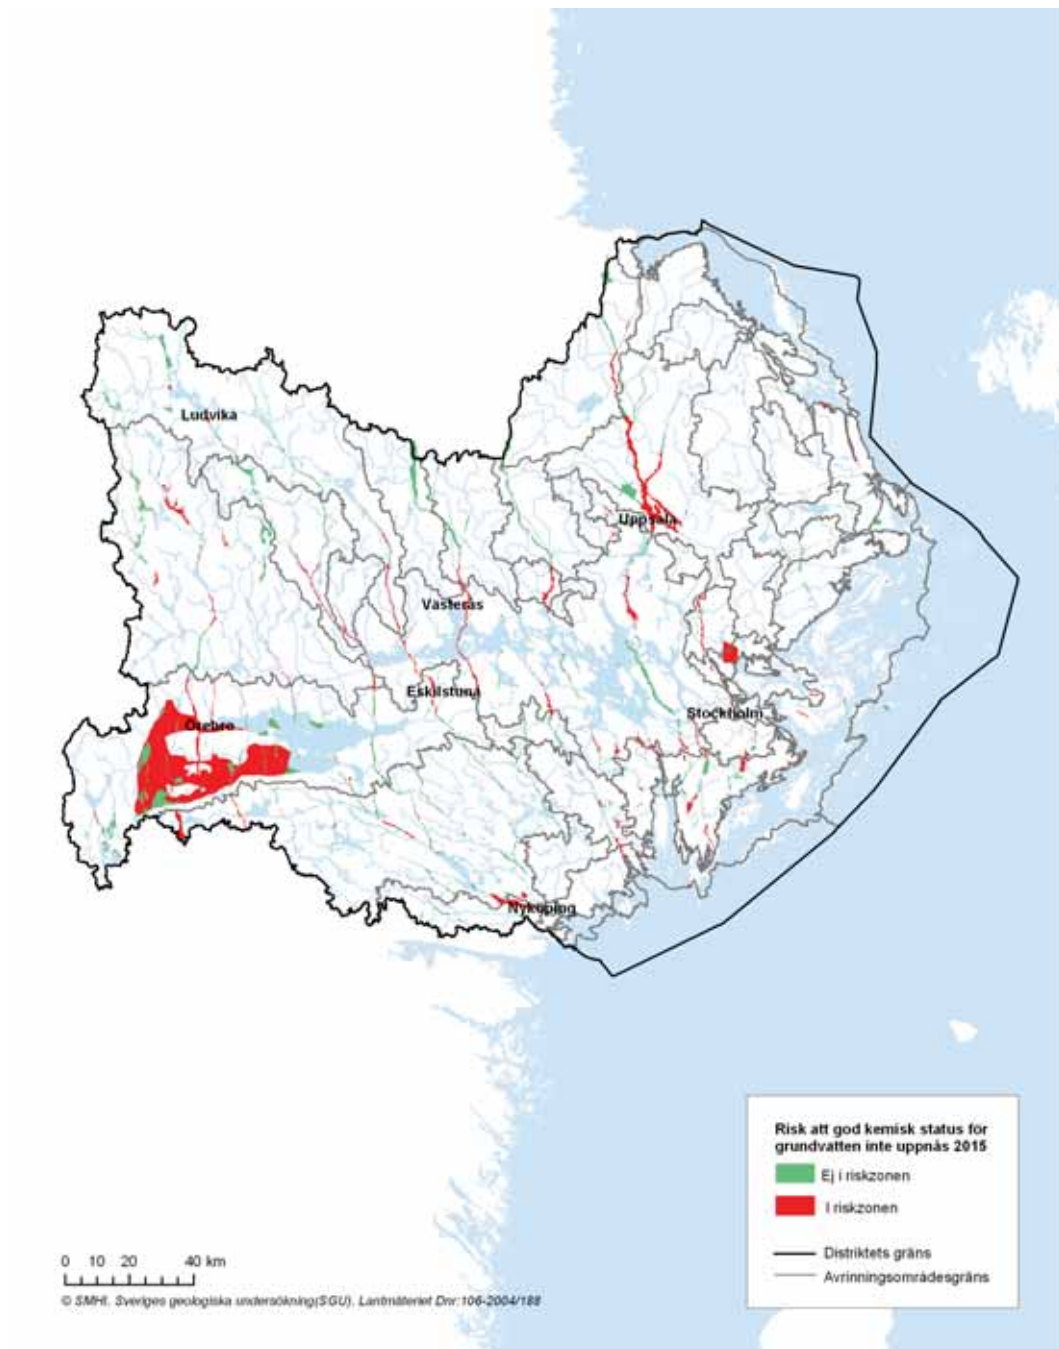 Ludvika
Uppsala
Västerås
Eskilstuna
Stockholm
Örebro
Nyköping
Risk att god kemisk status för
grundvatten inte uppnås 2015
Ej i riskzonen
I riskzonen
Distriktets gräns
Avrinningsområdesgräns
0 10 20 40 km
© SMHI, Sveriges geologiska undersökning(SGU), Lantmäteriet Dnr:106-2004/188